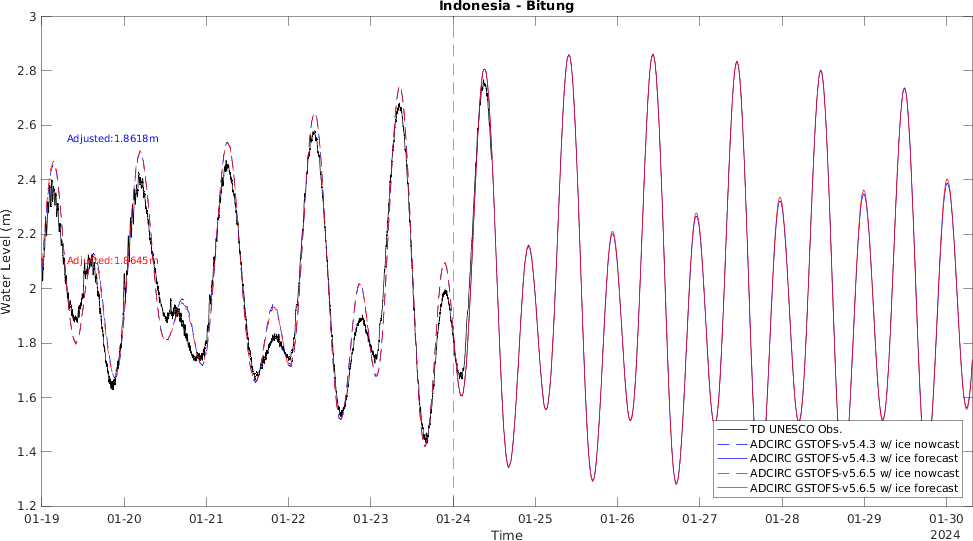 Indonesia - Bitung
3
2.8
2.6
2.4
2.2
2
1.8
1.6
1.4
1.2
Water Level (m)
Adjusted:1.8618m
Adjusted:1.8645m
TD UNESCO Obs.
ADCIRC GSTOFS-v5.4.3 w/ ice nowcast
ADCIRC GSTOFS-v5.4.3 w/ ice forecast
ADCIRC GSTOFS-v5.6.5 w/ ice nowcast
ADCIRC GSTOFS-v5.6.5 w/ ice forecast
01-19 01-20 01-21 01-22 01-23 01-24 01-25 01-26 01-27 01-28 01-29 01-30
Time
2024